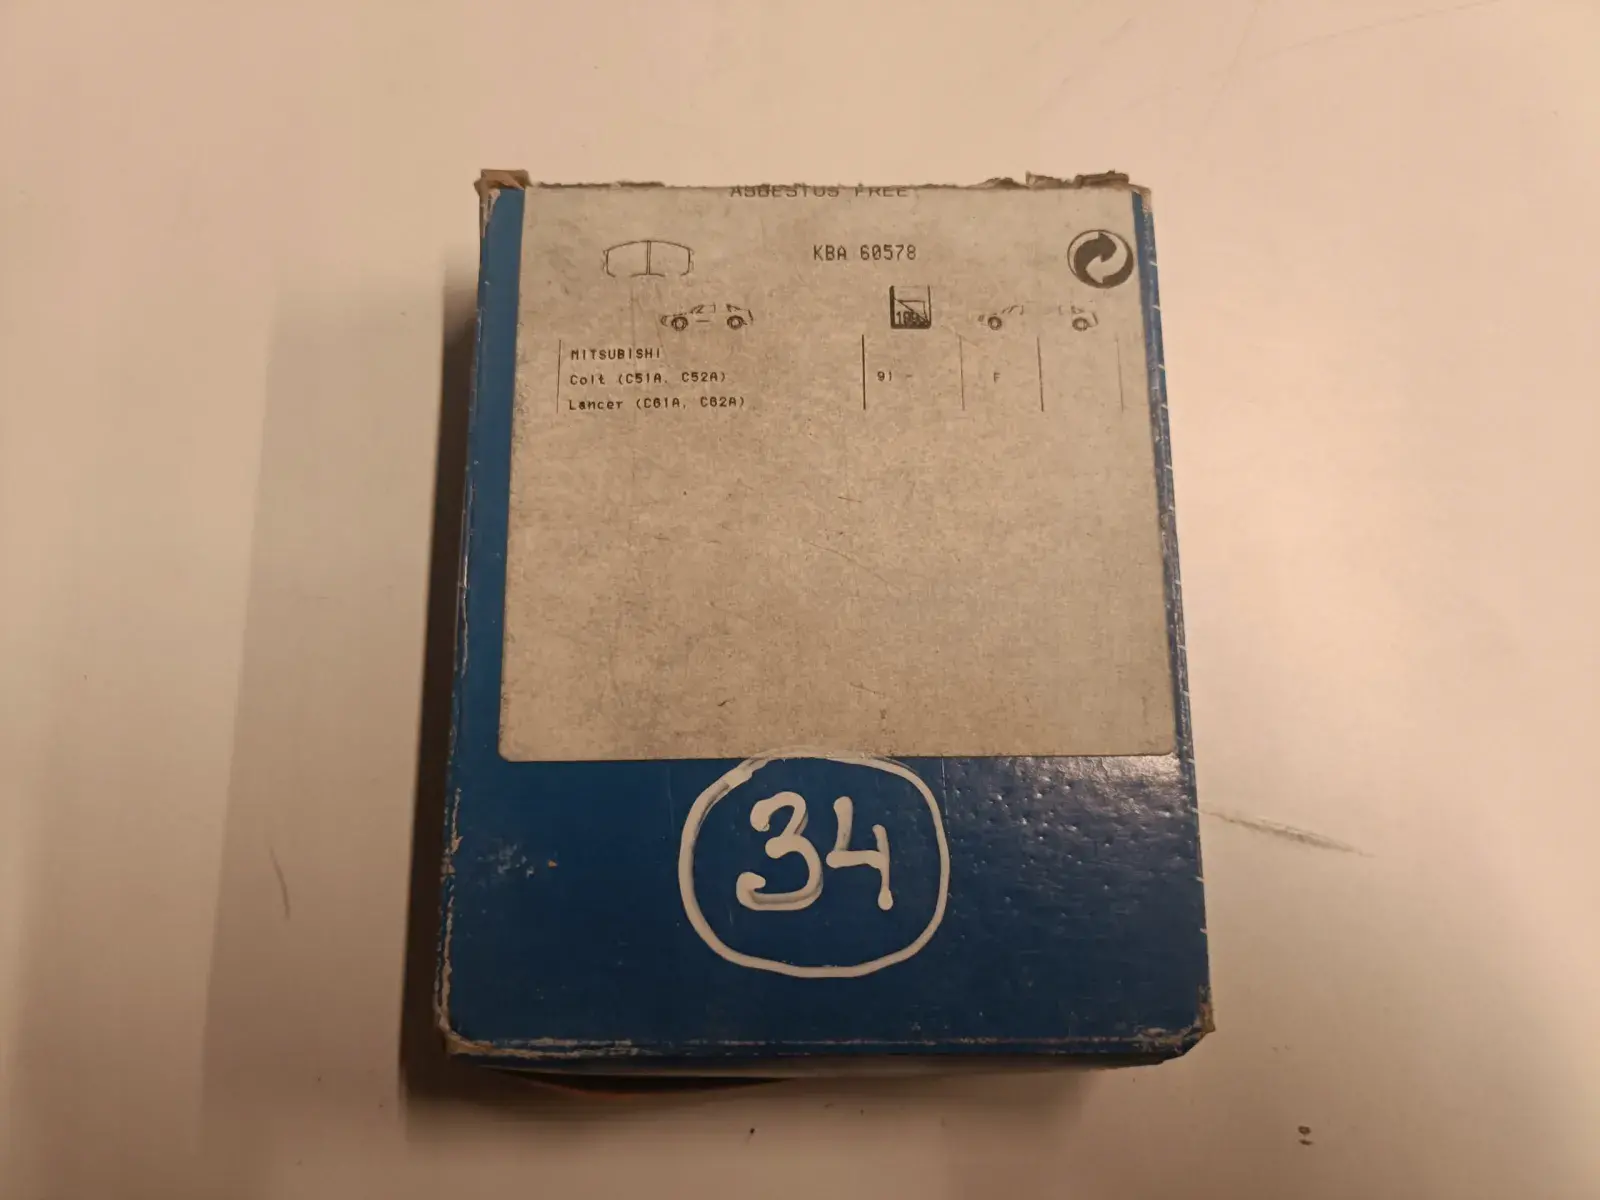 ASBESTOS FREE
KBA 60578
MITSUBISHI
Colt (C51A, C52A) 91 - F
Lancer (C61A, C62A)
34